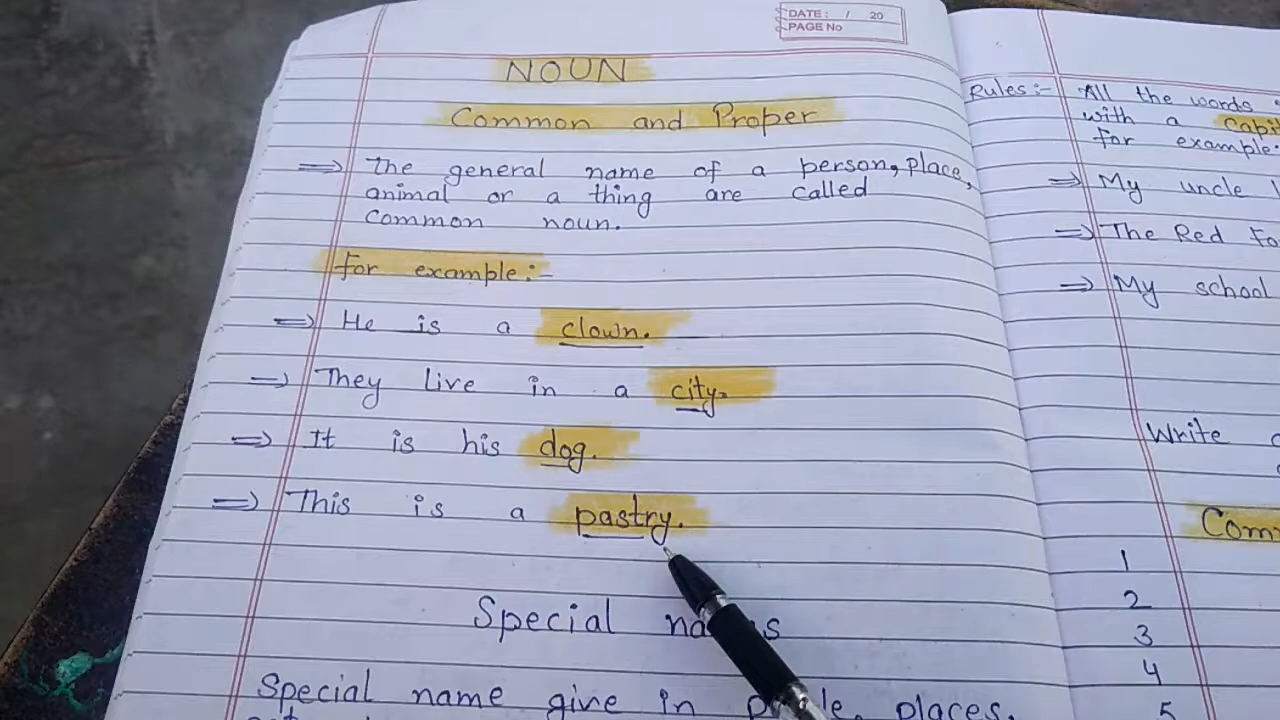 DATE: / 20
PAGE No
NOUN
Common and Proper
⇒ The general name of a person, place,
animal or a thing are called
common noun.
for example:-
⇒ He is a clown.
⇒ They live in a city.
⇒ It is his dog.
⇒ This is a pastry.
Special
Special name give in places.
Rules:- All the words
with a
for example:
⇒ My uncle
⇒ The Red
⇒ My school
Write
1
2
3
4
5